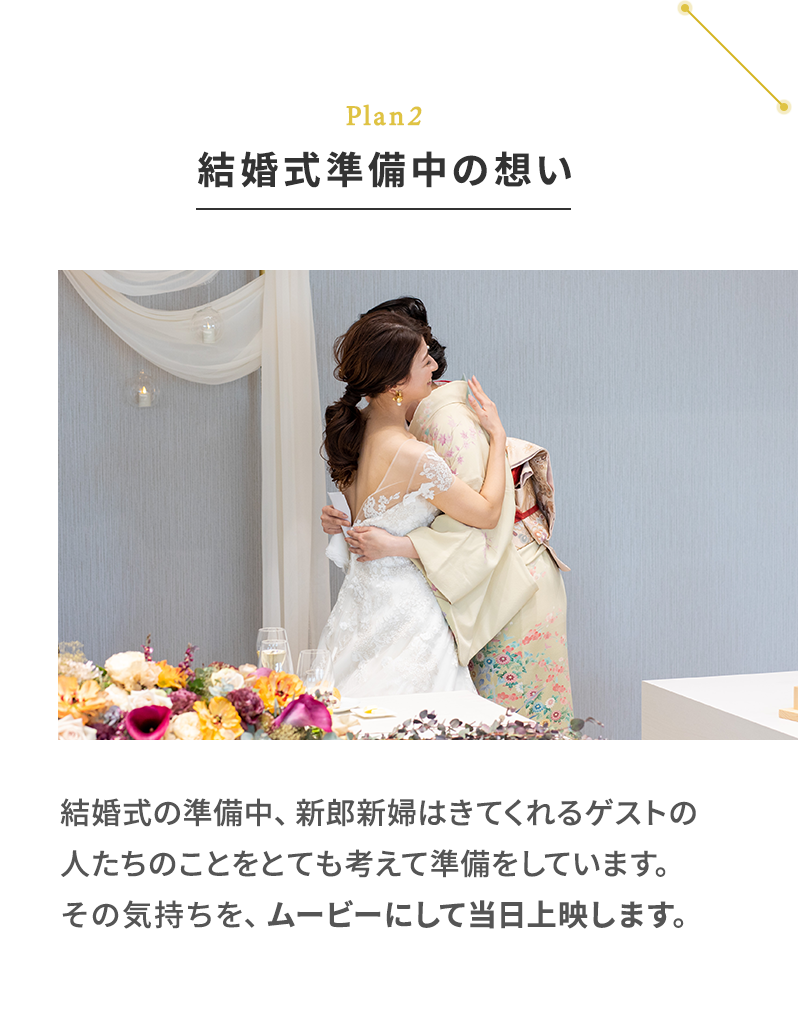 Plan2
結婚式準備中の想い
結婚式の準備中、新郎新婦はきてくれるゲストの
人たちのことをとても考えて準備をしています。
その気持ちを、ムービーにして当日上映します。